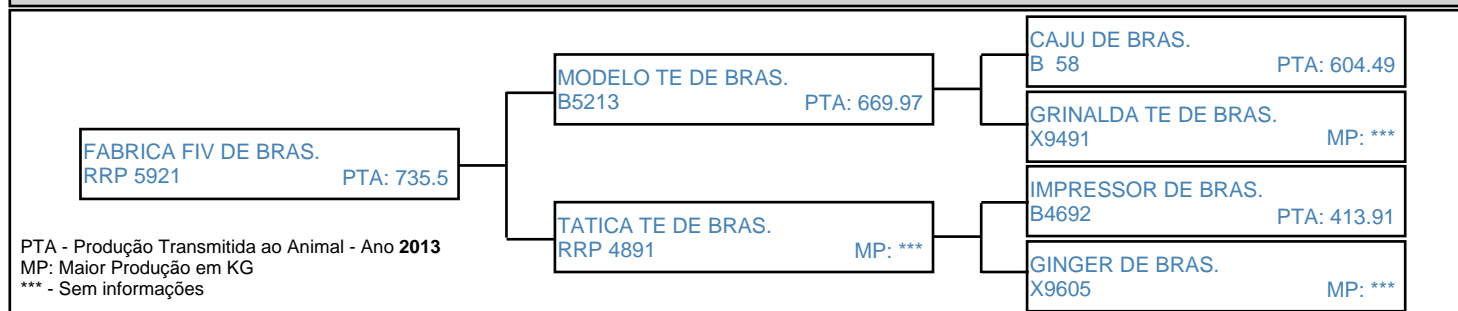 CAJU DE BRAS.
B 58 PTA: 604.49
MODELO TE DE BRAS.
B5213 PTA: 669.97
GRINALDA TE DE BRAS.
X9491 MP: ***
FABRICA FIV DE BRAS.
RRP 5921 PTA: 735.5
IMPRESSOR DE BRAS.
B4692 PTA: 413.91
TATICA TE DE BRAS.
RRP 4891 MP: ***
GINGER DE BRAS.
X9605 MP: ***
PTA - Produção Transmitida ao Animal - Ano 2013
MP: Maior Produção em KG
*** - Sem informações